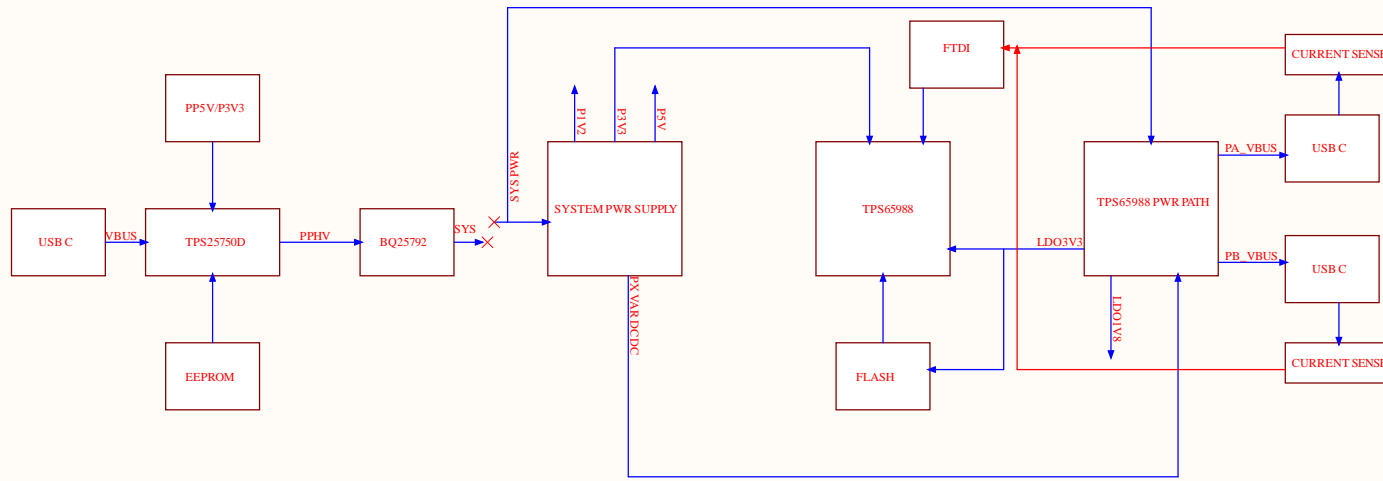 FTDI
CURRENT SENSE
PP5V/P3V3
P1V2
P3V3
P5V
SYS PWR
USB C
PA_VBUS
SYSTEM PWR SUPPLY
TPS65988
TPS65988 PWR PATH
USB C
VBUS
TPS25750D
PPHV
BQ25792
SYS
LDO3V3
PB_VBUS
USB C
PX VAR DCDC
LDO1V8
EEPROM
FLASH
CURRENT SENSE